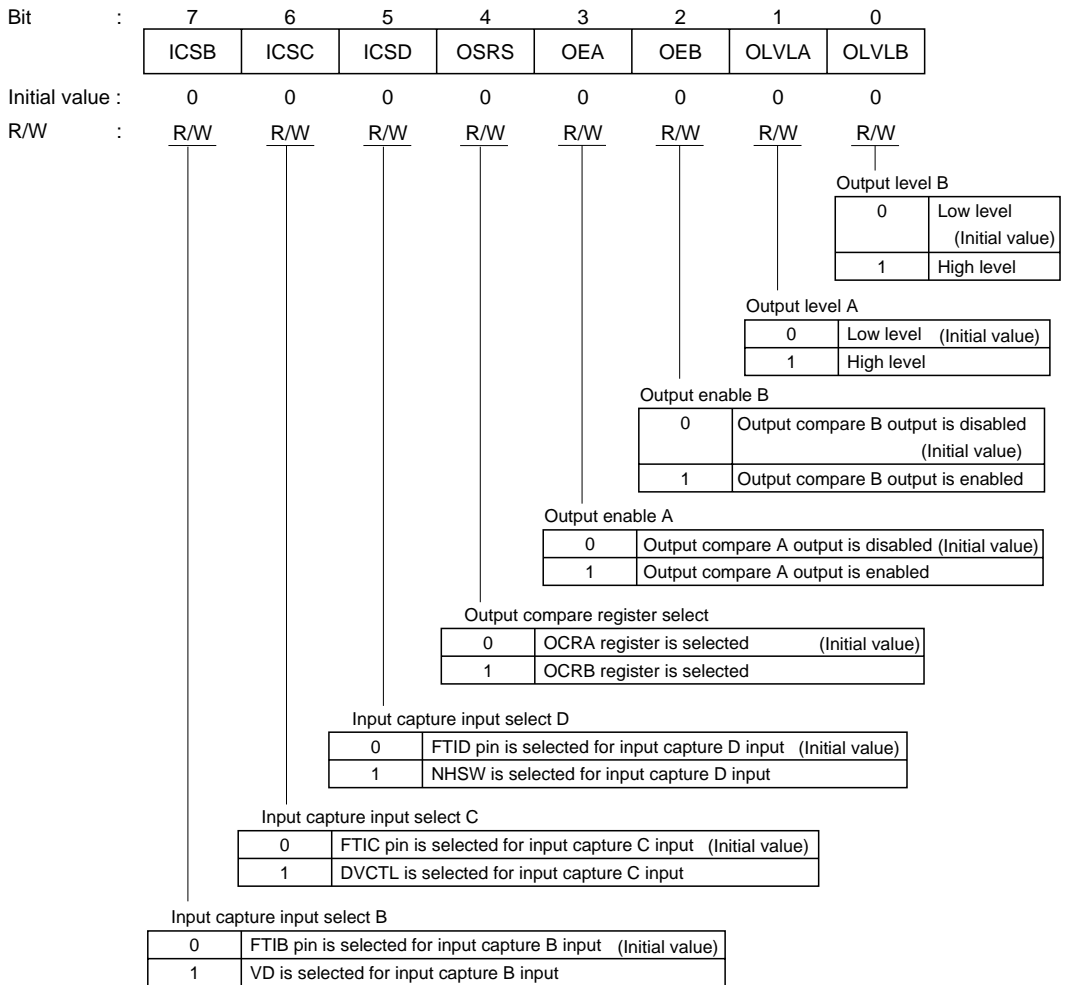 Bit : 7 6 5 4 3 2 1 0
ICSB ICSC ICSD OSRS OEA OEB OLVLA OLVLB
Initial value : 0 0 0 0 0 0 0 0
R/W : R/W R/W R/W R/W R/W R/W R/W R/W
Output level B
0 Low level
(Initial value)
1 High level
Output level A
0 Low level (Initial value)
1 High level
Output enable B
0 Output compare B output is disabled
(Initial value)
1 Output compare B output is enabled
Output enable A
0 Output compare A output is disabled (Initial value)
1 Output compare A output is enabled
Output compare register select
0 OCRA register is selected (Initial value)
1 OCRB register is selected
Input capture input select D
0 FTID pin is selected for input capture D input (Initial value)
1 NHSW is selected for input capture D input
Input capture input select C
0 FTIC pin is selected for input capture C input (Initial value)
1 DVCTL is selected for input capture C input
Input capture input select B
0 FTIB pin is selected for input capture B input (Initial value)
1 VD is selected for input capture B input